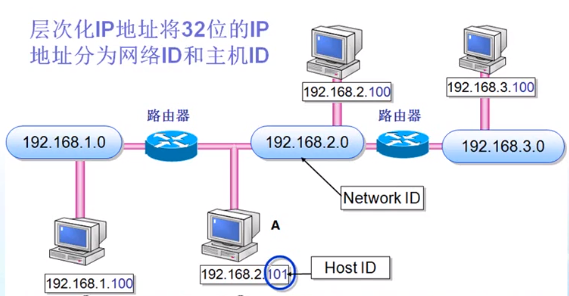 层次化IP地址将32位的IP
地址分为网络ID和主机ID
192.168.2.100
192.168.3.100
路由器
路由器
192.168.1.0
192.168.2.0
192.168.3.0
Network ID
A
192.168.1.100
192.168.2.101
Host ID